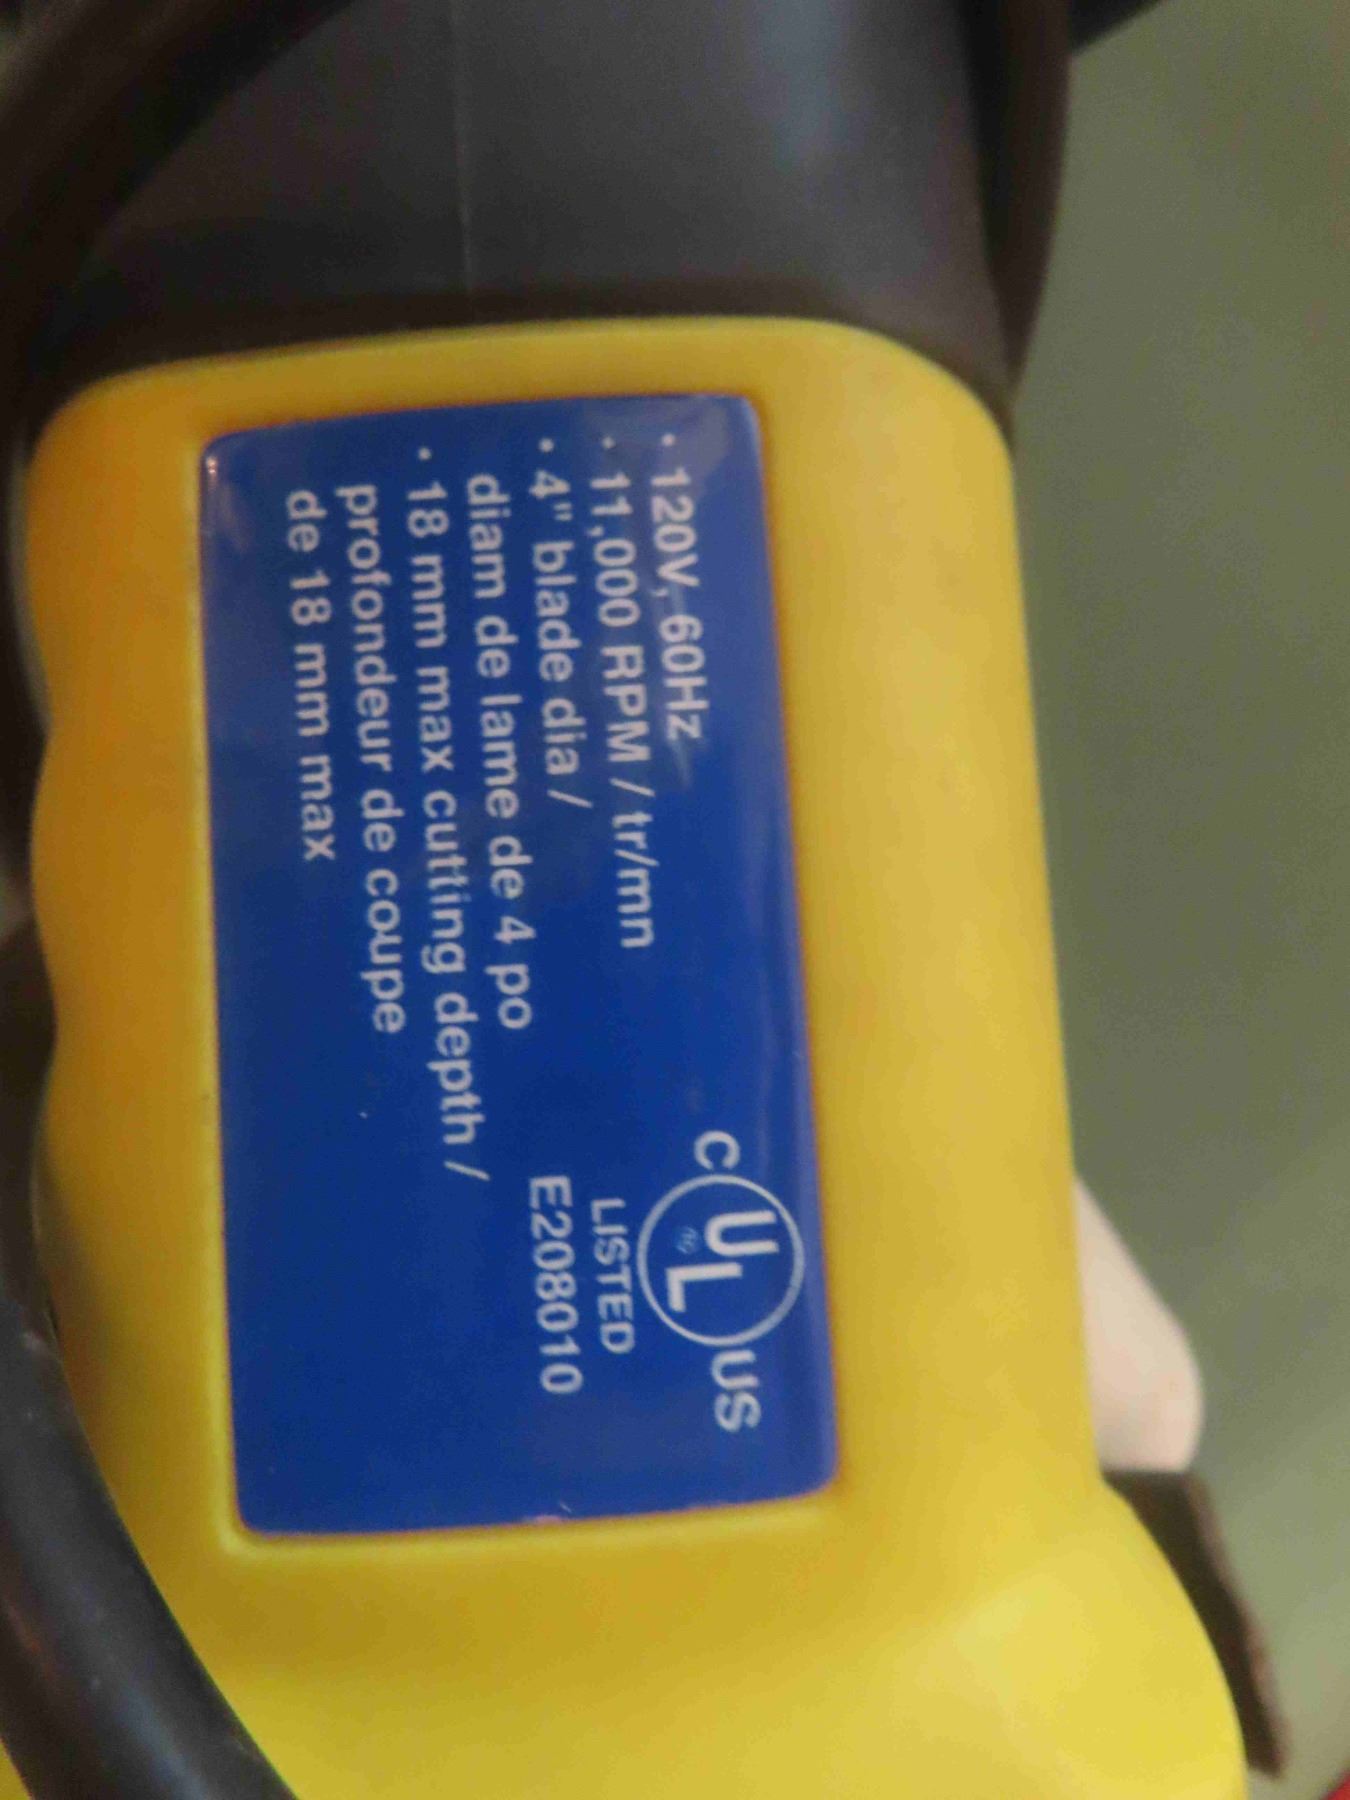 • 120V, 60Hz
• 11,000 RPM / tr/mn
• 4" blade dia /
diam de lame de 4 po
• 18 mm max cutting depth /
profondeur de coupe
de 18 mm max
C UL US
®
LISTED
E208010